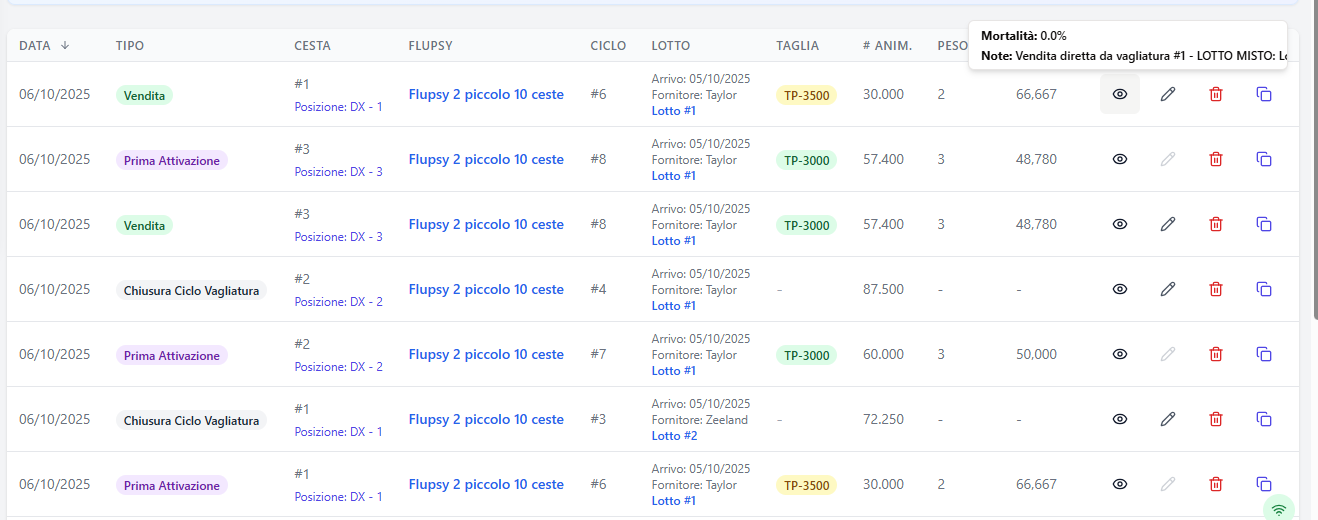 DATA TIPO CESTA FLUPSY CICLO LOTTO TAGLIA # ANIM. PESO
Mortalità: 0.0%
Note: Vendita diretta da vagliatura #1 - LOTTO MISTO:
06/10/2025 Vendita #1 Flupsy 2 piccolo 10 ceste #6 Arrivo: 05/10/2025 TP-3500 30.000 2 66,667
Posizione: DX - 1 Fornitore: Taylor
Lotto #1
06/10/2025 Prima Attivazione #3 Flupsy 2 piccolo 10 ceste #8 Arrivo: 05/10/2025 TP-3000 57.400 3 48,780
Posizione: DX - 3 Fornitore: Taylor
Lotto #1
06/10/2025 Vendita #3 Flupsy 2 piccolo 10 ceste #8 Arrivo: 05/10/2025 TP-3000 57.400 3 48,780
Posizione: DX - 3 Fornitore: Taylor
Lotto #1
06/10/2025 Chiusura Ciclo Vagliatura #2 Flupsy 2 piccolo 10 ceste #4 Arrivo: 05/10/2025 - 87.500 - -
Posizione: DX - 2 Fornitore: Taylor
Lotto #1
06/10/2025 Prima Attivazione #2 Flupsy 2 piccolo 10 ceste #7 Arrivo: 05/10/2025 TP-3000 60.000 3 50,000
Posizione: DX - 2 Fornitore: Taylor
Lotto #1
06/10/2025 Chiusura Ciclo Vagliatura #1 Flupsy 2 piccolo 10 ceste #3 Arrivo: 05/10/2025 - 72.250 - -
Posizione: DX - 1 Fornitore: Zeeland
Lotto #2
06/10/2025 Prima Attivazione #1 Flupsy 2 piccolo 10 ceste #6 Arrivo: 05/10/2025 TP-3500 30.000 2 66,667
Posizione: DX - 1 Fornitore: Taylor
Lotto #1